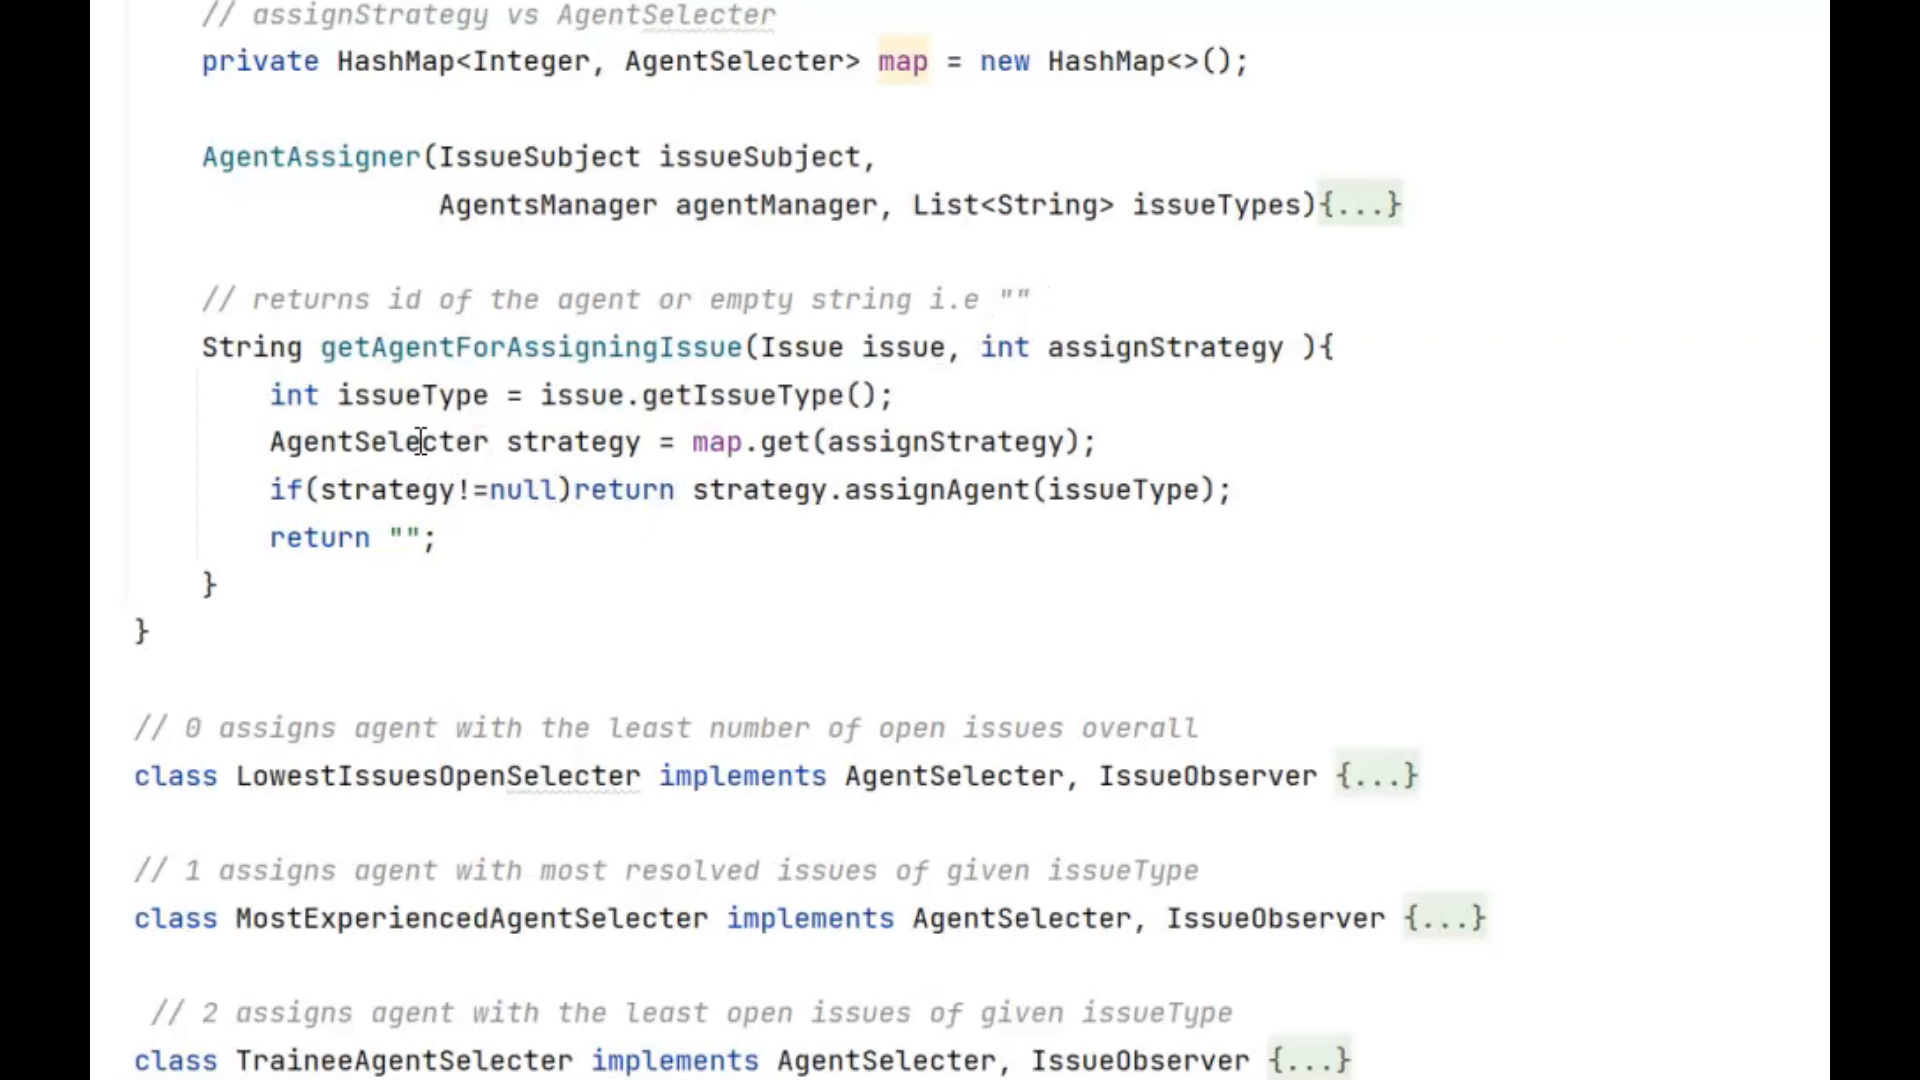 // assignStrategy vs AgentSelecter
private HashMap<Integer, AgentSelecter> map = new HashMap<>();
AgentAssigner(IssueSubject issueSubject,
AgentsManager agentManager, List<String> issueTypes){...}
// returns id of the agent or empty string i.e ""
String getAgentForAssigningIssue(Issue issue, int assignStrategy ){
int issueType = issue.getIssueType();
AgentSelecter strategy = map.get(assignStrategy);
if(strategy!=null)return strategy.assignAgent(issueType);
return "";
}
}
// 0 assigns agent with the least number of open issues overall
class LowestIssuesOpenSelecter implements AgentSelecter, IssueObserver {...}
// 1 assigns agent with most resolved issues of given issueType
class MostExperiencedAgentSelecter implements AgentSelecter, IssueObserver {...}
// 2 assigns agent with the least open issues of given issueType
class TraineeAgentSelecter implements AgentSelecter, IssueObserver {...}